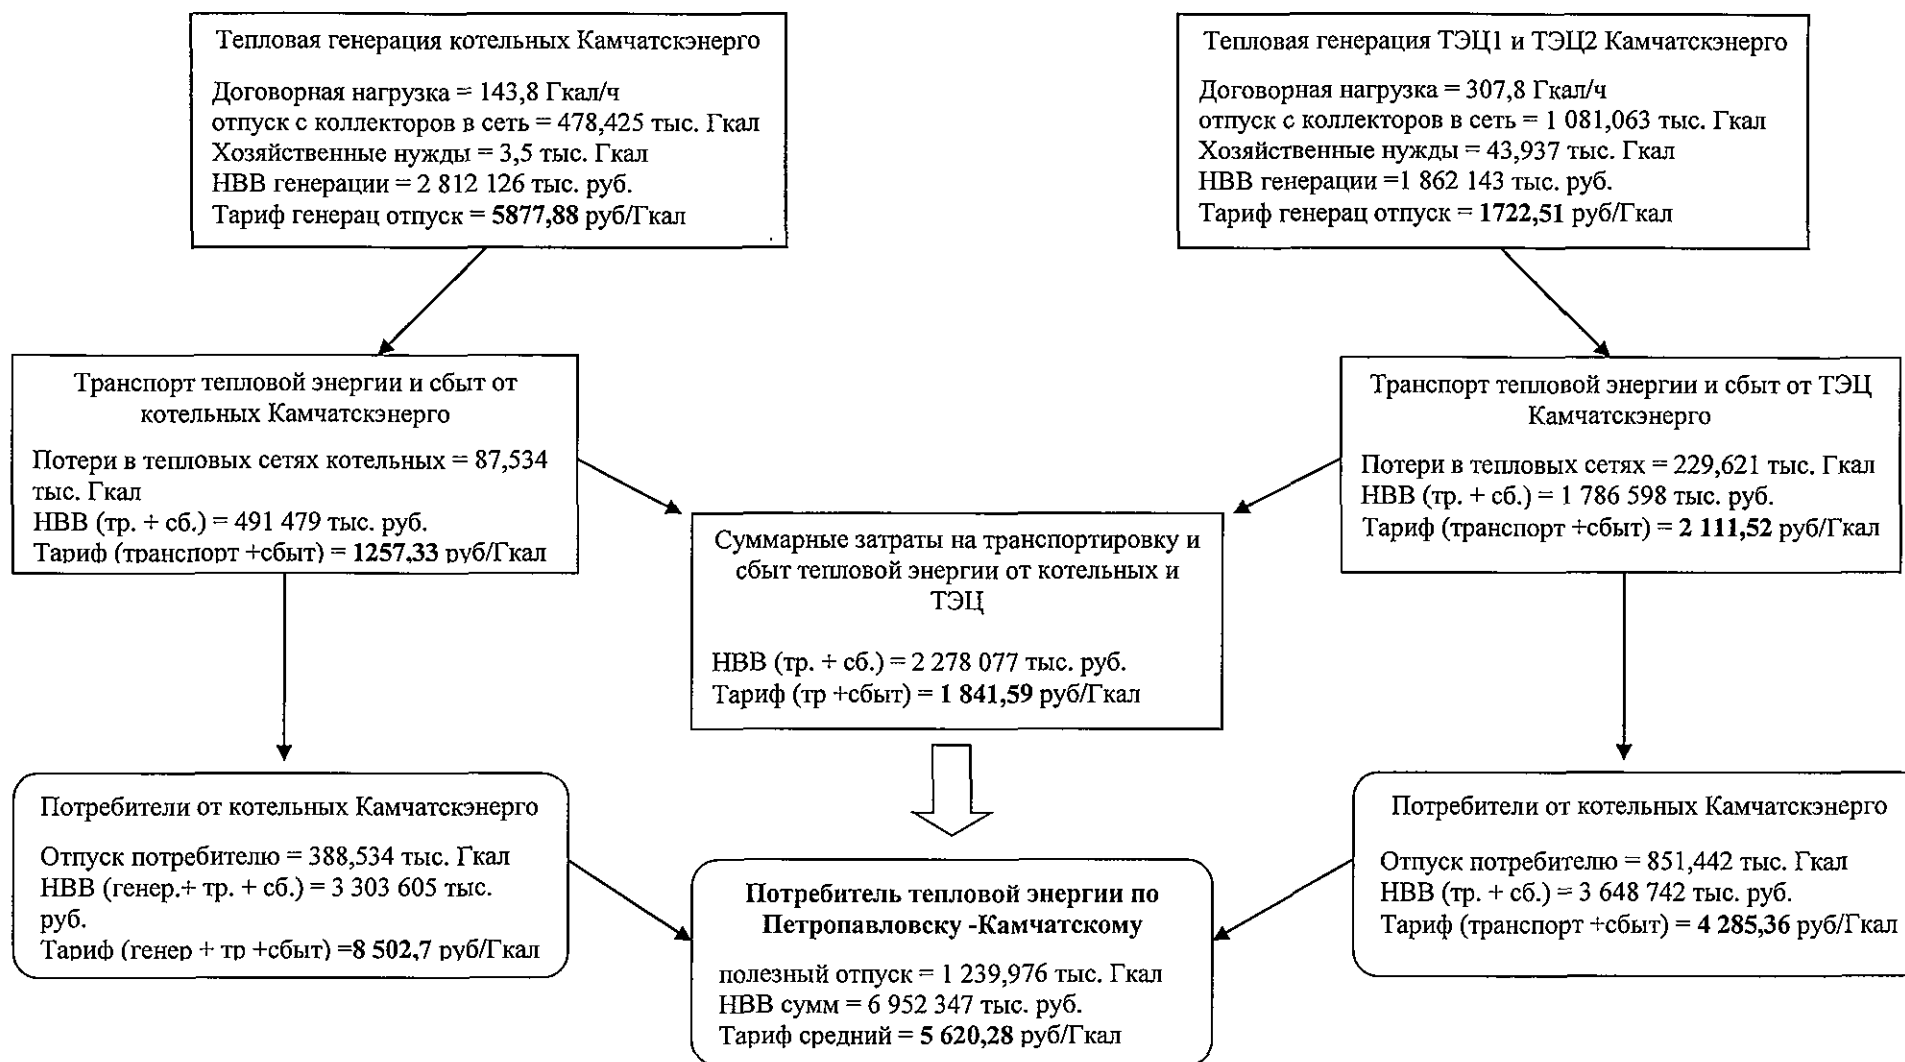 Тепловая генерация котельных Камчатскэнерго
Договорная нагрузка = 143,8 Гкал/ч
отпуск с коллекторов в сеть = 478,425 тыс. Гкал
Хозяйственные нужды = 3,5 тыс. Гкал
НВВ генерации = 2 812 126 тыс. руб.
Тариф генерац отпуск = 5877,88 руб/Гкал
Тепловая генерация ТЭЦ1 и ТЭЦ2 Камчатскэнерго
Договорная нагрузка = 307,8 Гкал/ч
отпуск с коллекторов в сеть = 1 081,063 тыс. Гкал
Хозяйственные нужды = 43,937 тыс. Гкал
НВВ генерации =1 862 143 тыс. руб.
Тариф генерац отпуск = 1722,51 руб/Гкал
Транспорт тепловой энергии и сбыт от
котельных Камчатскэнерго
Потери в тепловых сетях котельных = 87,534
тыс. Гкал
НВВ (тр. + сб.) = 491 479 тыс. руб.
Тариф (транспорт +сбыт) = 1257,33 руб/Гкал
Транспорт тепловой энергии и сбыт от ТЭЦ
Камчатскэнерго
Потери в тепловых сетях = 229,621 тыс. Гкал
НВВ (тр. + сб.) = 1 786 598 тыс. руб.
Тариф (транспорт +сбыт) = 2 111,52 руб/Гкал
Суммарные затраты на транспортировку и
сбыт тепловой энергии от котельных и
ТЭЦ
НВВ (тр. + сб.) = 2 278 077 тыс. руб.
Тариф (тр +сбыт) = 1 841,59 руб/Гкал
Потребители от котельных Камчатскэнерго
Отпуск потребителю = 388,534 тыс. Гкал
НВВ (генер.+ тр. + сб.) = 3 303 605 тыс.
руб.
Тариф (генер + тр +сбыт) =8 502,7 руб/Гкал
Потребитель тепловой энергии по
Петропавловску -Камчатскому
полезный отпуск = 1 239,976 тыс. Гкал
НВВ сумм = 6 952 347 тыс. руб.
Тариф средний = 5 620,28 руб/Гкал
Потребители от котельных Камчатскэнерго
Отпуск потребителю = 851,442 тыс. Гкал
НВВ (тр. + сб.) = 3 648 742 тыс. руб.
Тариф (транспорт +сбыт) = 4 285,36 руб/Гкал